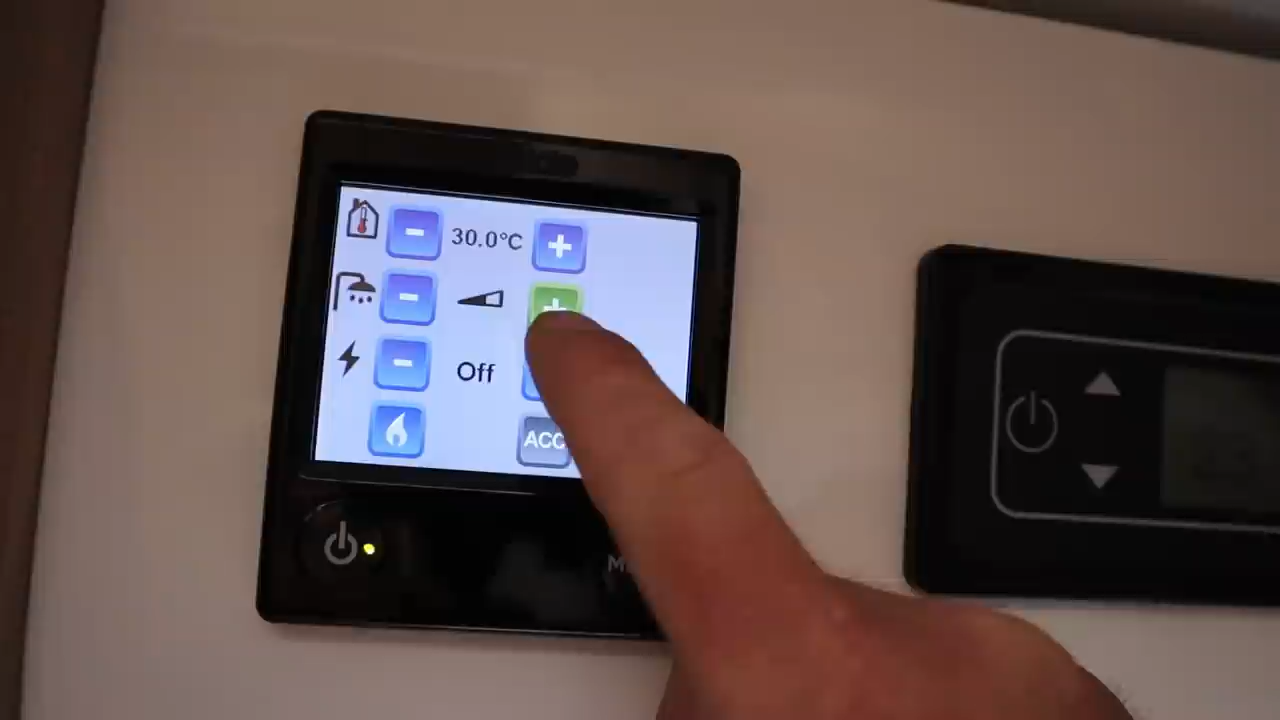 - 30.0°C +
- +
- Off
ACC